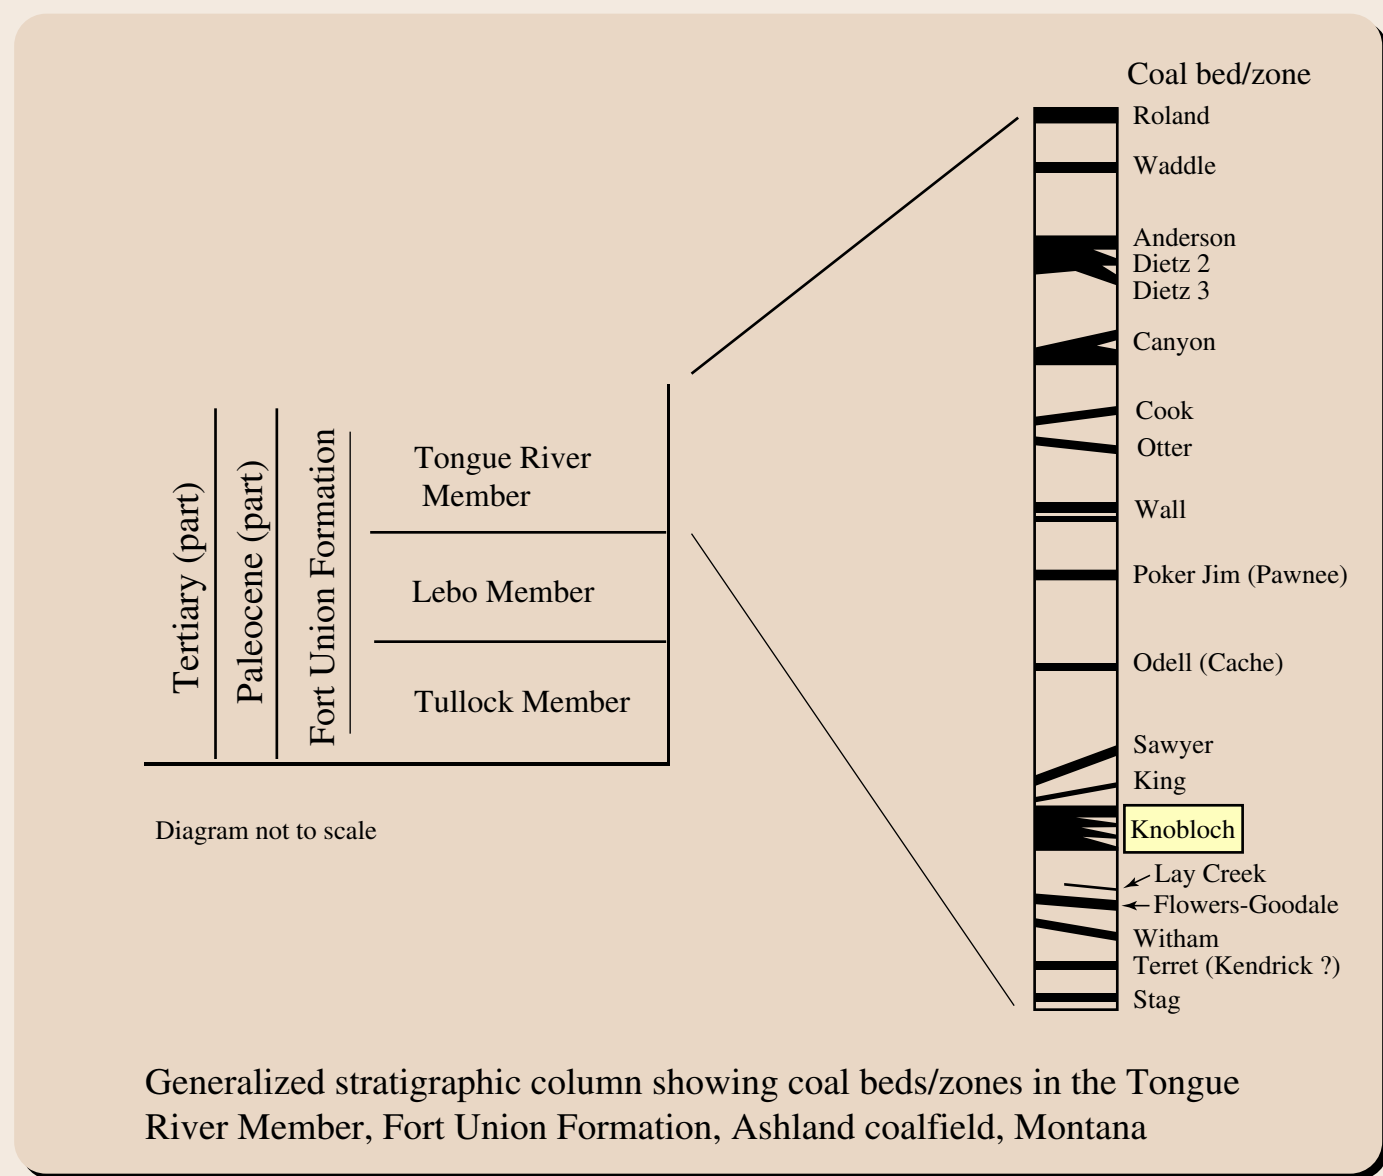 Coal bed/zone
Roland
Waddle
Anderson
Dietz 2
Dietz 3
Canyon
Cook
Otter
Wall
Poker Jim (Pawnee)
Odell (Cache)
Sawyer
King
Knobloch
Lay Creek
Flowers-Goodale
Witham
Terret (Kendrick ?)
Stag
Tertiary (part)
Paleocene (part)
Fort Union Formation
Tongue River
Member
Lebo Member
Tullock Member
Diagram not to scale
Generalized stratigraphic column showing coal beds/zones in the Tongue
River Member, Fort Union Formation, Ashland coalfield, Montana